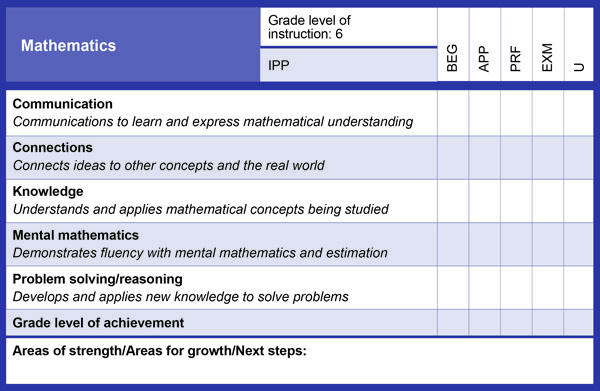 Mathematics
Grade level of
instruction: 6
IPP
BEG
APP
PRF
EXM
U
Communication
Communications to learn and express mathematical understanding
Connections
Connects ideas to other concepts and the real world
Knowledge
Understands and applies mathematical concepts being studied
Mental mathematics
Demonstrates fluency with mental mathematics and estimation
Problem solving/reasoning
Develops and applies new knowledge to solve problems
Grade level of achievement
Areas of strength/Areas for growth/Next steps: